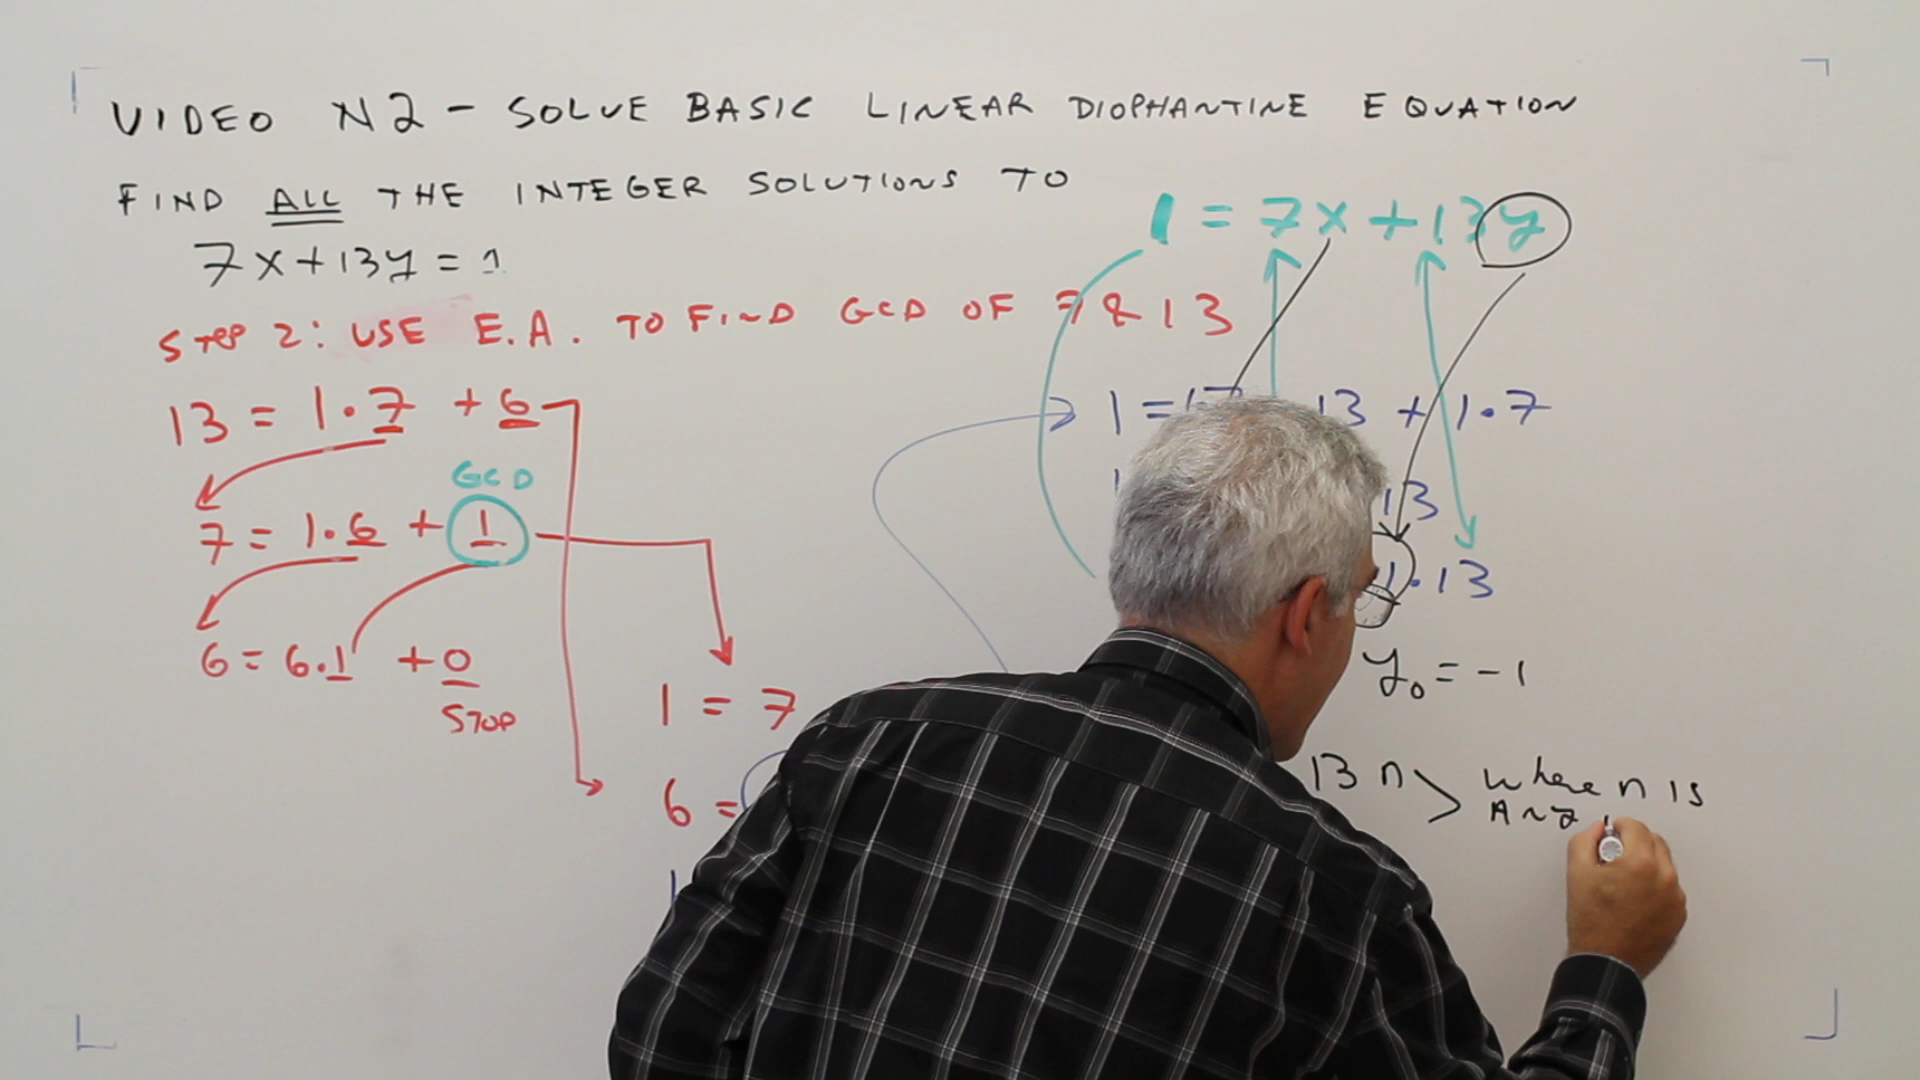 VIDEO N2 - SOLVE BASIC LINEAR DIOPHANTINE EQUATION
FIND ALL THE INTEGER SOLUTIONS TO
7x+13y=1
1 = 7x + 13y
STEP 2: USE E.A. TO FIND GCD OF 7 & 13
13 = 1.7 + 6
GCD
7 = 1.6 + 1
6 = 6.1 + 0
STOP
1 = 7
6 =
1 = 13 + 1.7
13
1.13
y₀ = -1
13 n
where n is
Any